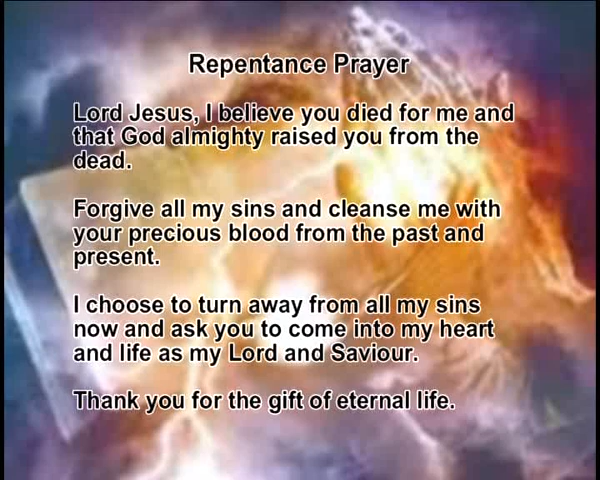 Repentance Prayer
Lord Jesus, I believe you died for me and
that God almighty raised you from the
dead.
Forgive all my sins and cleanse me with
your precious blood from the past and
present.
I choose to turn away from all my sins
now and ask you to come into my heart
and life as my Lord and Saviour.
Thank you for the gift of eternal life.